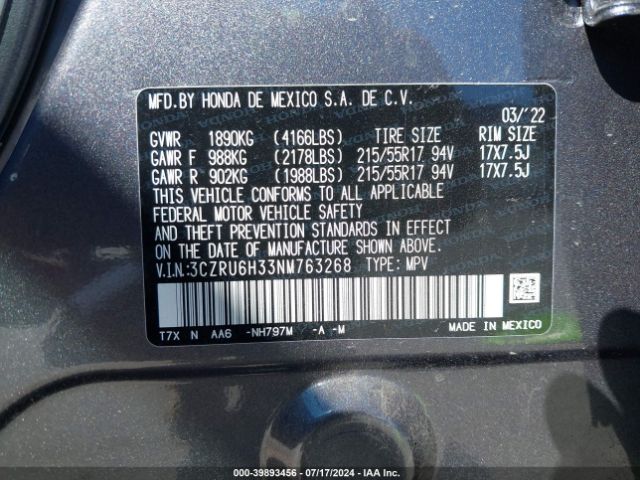 MFD.BY HONDA DE MEXICO S.A. DE C.V.
03/'22
GVWR 1890KG (4166LBS) TIRE SIZE RIM SIZE
GAWR F 988KG (2178LBS) 215/55R17 94V 17X7.5J
GAWR R 902KG (1988LBS) 215/55R17 94V 17X7.5J
THIS VEHICLE CONFORMS TO ALL APPLICABLE
FEDERAL MOTOR VEHICLE SAFETY
AND THEFT PREVENTION STANDARDS IN EFFECT
ON THE DATE OF MANUFACTURE SHOWN ABOVE.
V.I.N:3CZRU6H33NM763268 TYPE: MPV
T7X N AA6 -NH797M -A -M
MADE IN MEXICO
000-39893456 - 07/17/2024 - IAA Inc.